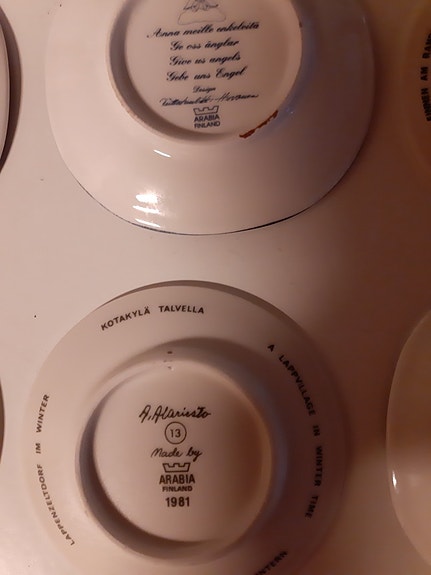 Anna meille enkeleitä
Ge oss änglar
Give us angels
Gebe uns Engel
Design
ARABIA
FINLAND
KOTAKYLÄ TALVELLA
A LAPPVILLAGE IN WINTER TIME
LAPPENZELTDORF IM WINTER
A. Alariesto
13
Made by
ARABIA
FINLAND
1981